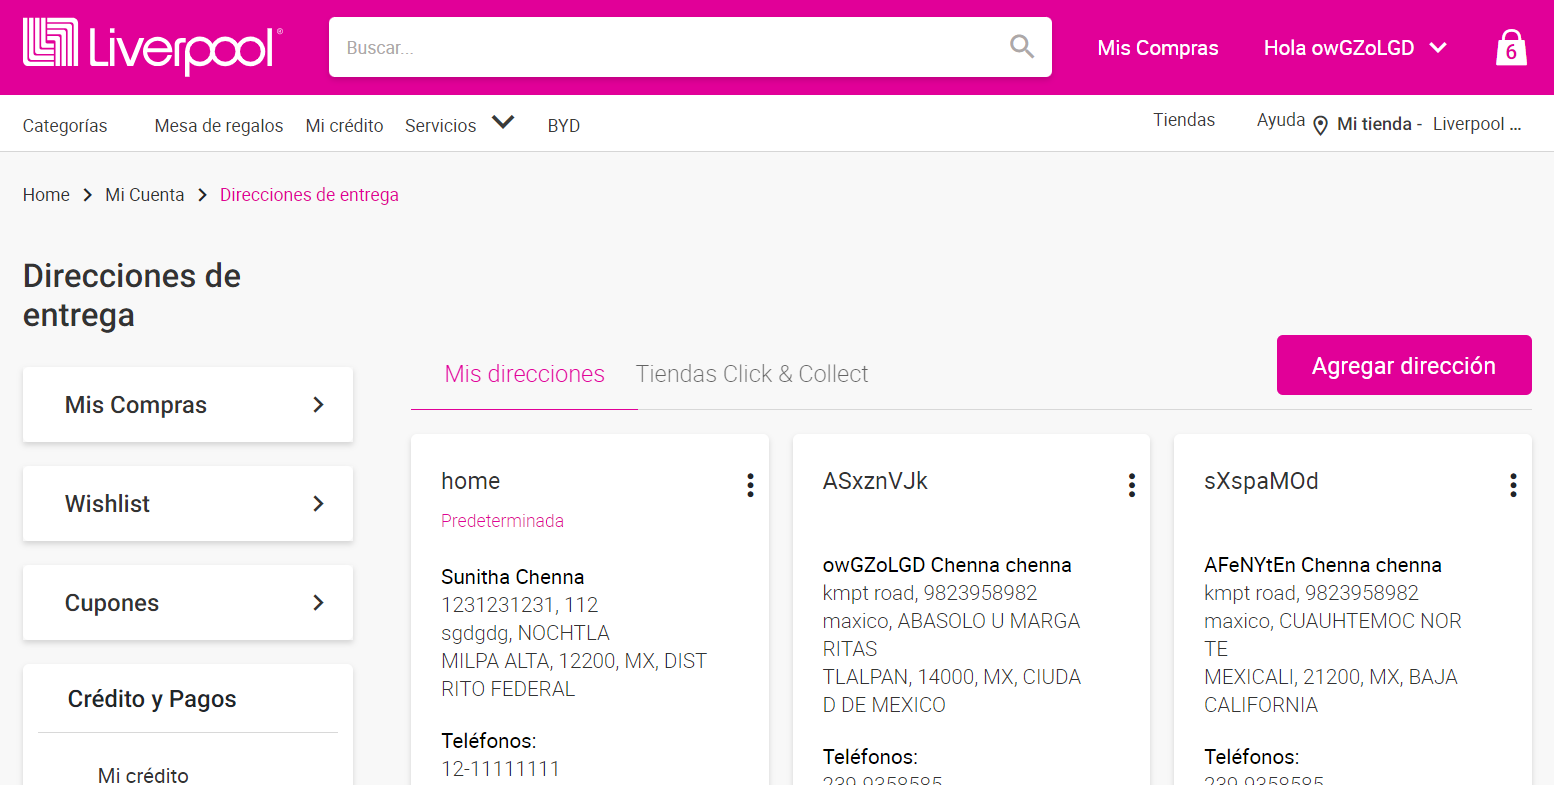 Liverpool®
Buscar...
Mis Compras
Hola owGZoLGD
6
Categorías
Mesa de regalos
Mi crédito
Servicios
BYD
Tiendas
Ayuda
Mi tienda - Liverpool ...
Home
Mi Cuenta
Direcciones de entrega
Direcciones de
entrega
Mis Compras
Wishlist
Cupones
Crédito y Pagos
Mi crédito
Mis direcciones
Tiendas Click & Collect
Agregar dirección
home
Predeterminada
Sunitha Chenna
1231231231, 112
sgdgdg, NOCHTLA
MILPA ALTA, 12200, MX, DIST
RITO FEDERAL
Teléfonos:
12-11111111
ASxznVJk
owGZoLGD Chenna chenna
kmpt road, 9823958982
maxico, ABASOLO U MARGA
RITAS
TLALPAN, 14000, MX, CIUDA
D DE MEXICO
Teléfonos:
239-9358585
sXspaMOd
AFeNYtEn Chenna chenna
kmpt road, 9823958982
maxico, CUAUHTEMOC NOR
TE
MEXICALI, 21200, MX, BAJA
CALIFORNIA
Teléfonos:
239-9358585